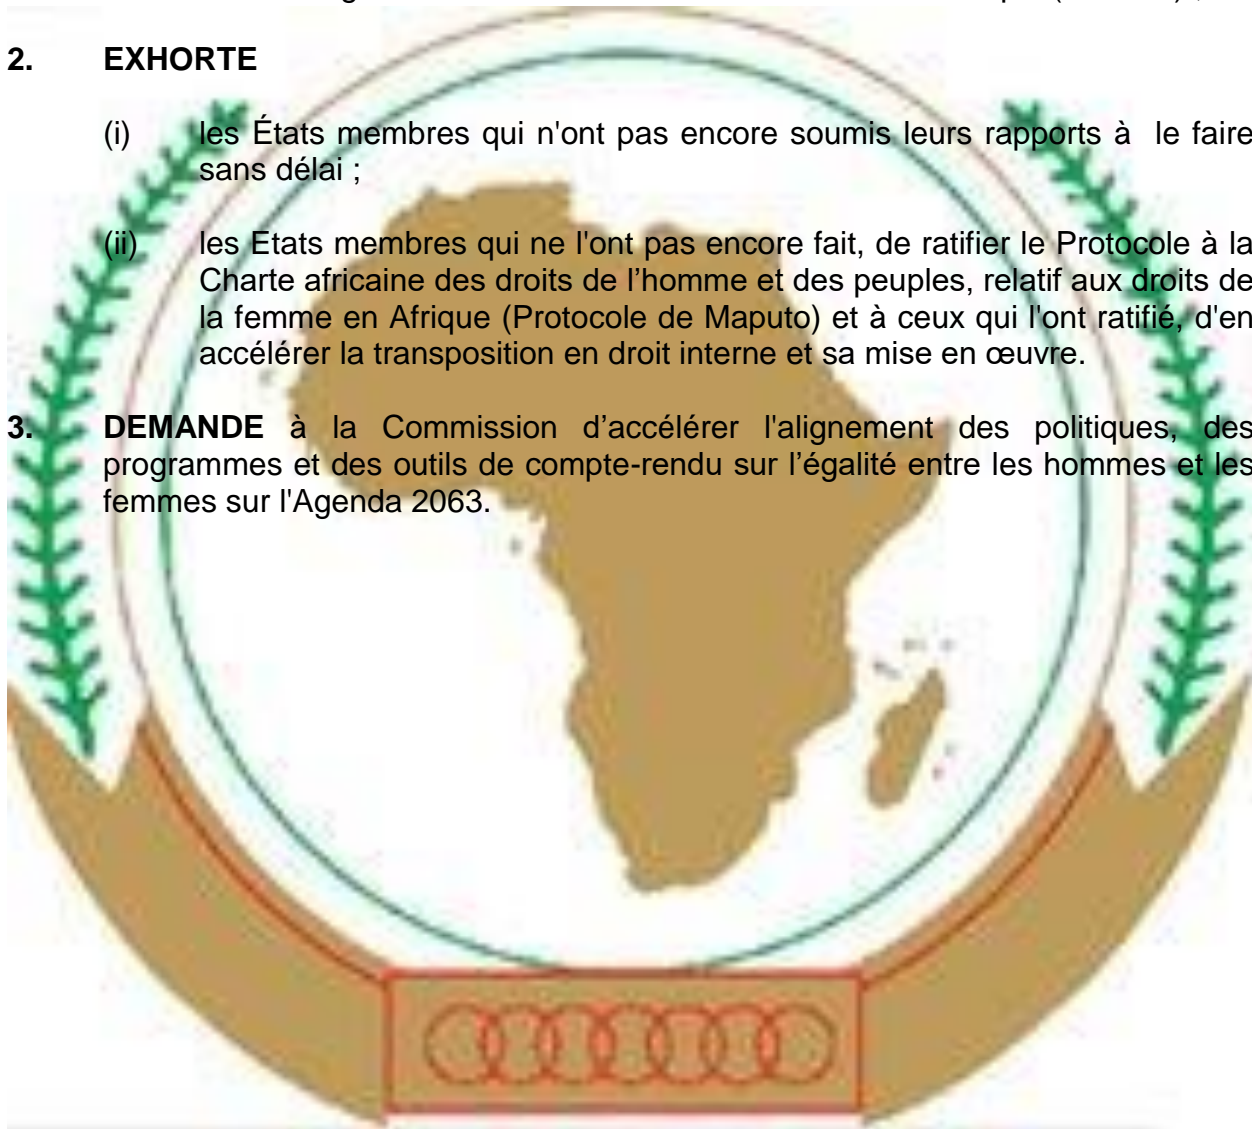 2. EXHORTE
(i) les États membres qui n'ont pas encore soumis leurs rapports à le faire
sans délai ;
(ii) les Etats membres qui ne l'ont pas encore fait, de ratifier le Protocole à la
Charte africaine des droits de l’homme et des peuples, relatif aux droits de
la femme en Afrique (Protocole de Maputo) et à ceux qui l'ont ratifié, d'en
accélérer la transposition en droit interne et sa mise en œuvre.
3. DEMANDE à la Commission d’accélérer l'alignement des politiques, des
programmes et des outils de compte-rendu sur l’égalité entre les hommes et les
femmes sur l'Agenda 2063.